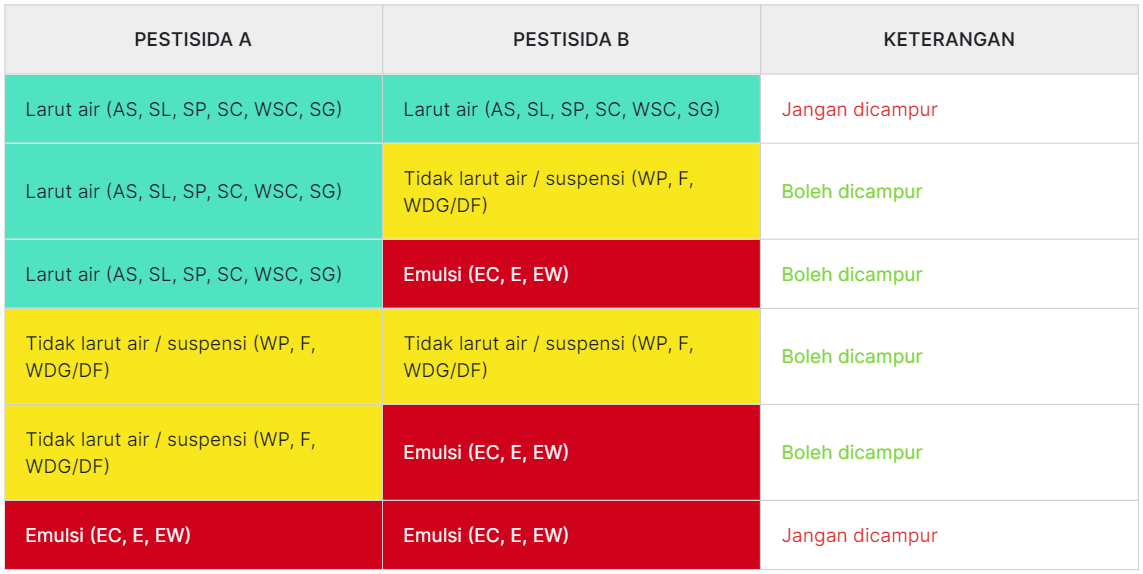 PESTISIDA A PESTISIDA B KETERANGAN
Larut air (AS, SL, SP, SC, WSC, SG) Larut air (AS, SL, SP, SC, WSC, SG) Jangan dicampur
Larut air (AS, SL, SP, SC, WSC, SG) Tidak larut air / suspensi (WP, F,
WDG/DF) Boleh dicampur
Larut air (AS, SL, SP, SC, WSC, SG) Emulsi (EC, E, EW) Boleh dicampur
Tidak larut air / suspensi (WP, F,
WDG/DF) Tidak larut air / suspensi (WP, F,
WDG/DF) Boleh dicampur
Tidak larut air / suspensi (WP, F,
WDG/DF) Emulsi (EC, E, EW) Boleh dicampur
Emulsi (EC, E, EW) Emulsi (EC, E, EW) Jangan dicampur